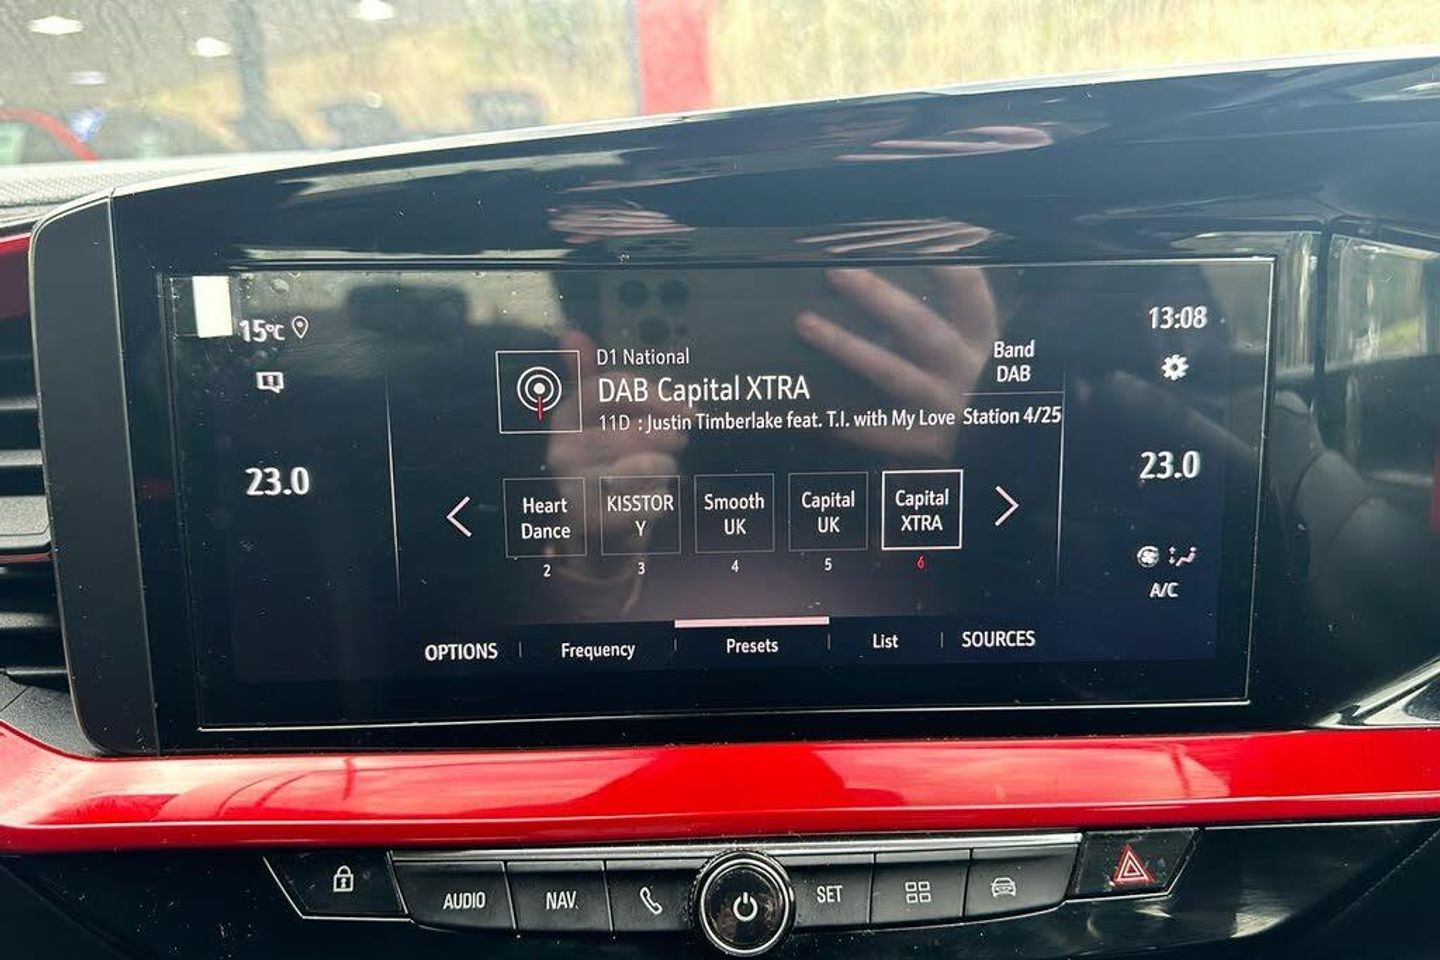 15°C
13:08
D1 National
DAB Capital XTRA
11D : Justin Timberlake feat. T.I. with My Love
Band
DAB
Station 4/25
23.0
23.0
Heart
Dance
2
KISSTOR
Y
3
Smooth
UK
4
Capital
UK
5
Capital
XTRA
6
A/C
OPTIONS
Frequency
Presets
List
SOURCES
AUDIO
NAV.
SET